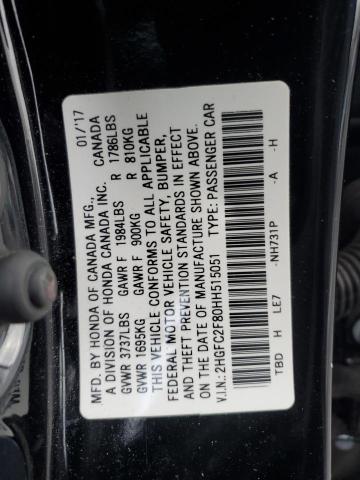 MFD. BY HONDA OF CANADA MFG., 01/'17
A DIVISION OF HONDA CANADA INC. CANADA
GVWR 3737LBS GAWR F 1984LBS R 1786LBS
GVWR 1695KG GAWR F 900KG R 810KG
THIS VEHICLE CONFORMS TO ALL APPLICABLE
FEDERAL MOTOR VEHICLE SAFETY, BUMPER,
AND THEFT PREVENTION STANDARDS IN EFFECT
ON THE DATE OF MANUFACTURE SHOWN ABOVE.
V.I.N.: 2HGFC2F80HH515051 TYPE: PASSENGER CAR
TBD H LE7 -NH731P -A -H